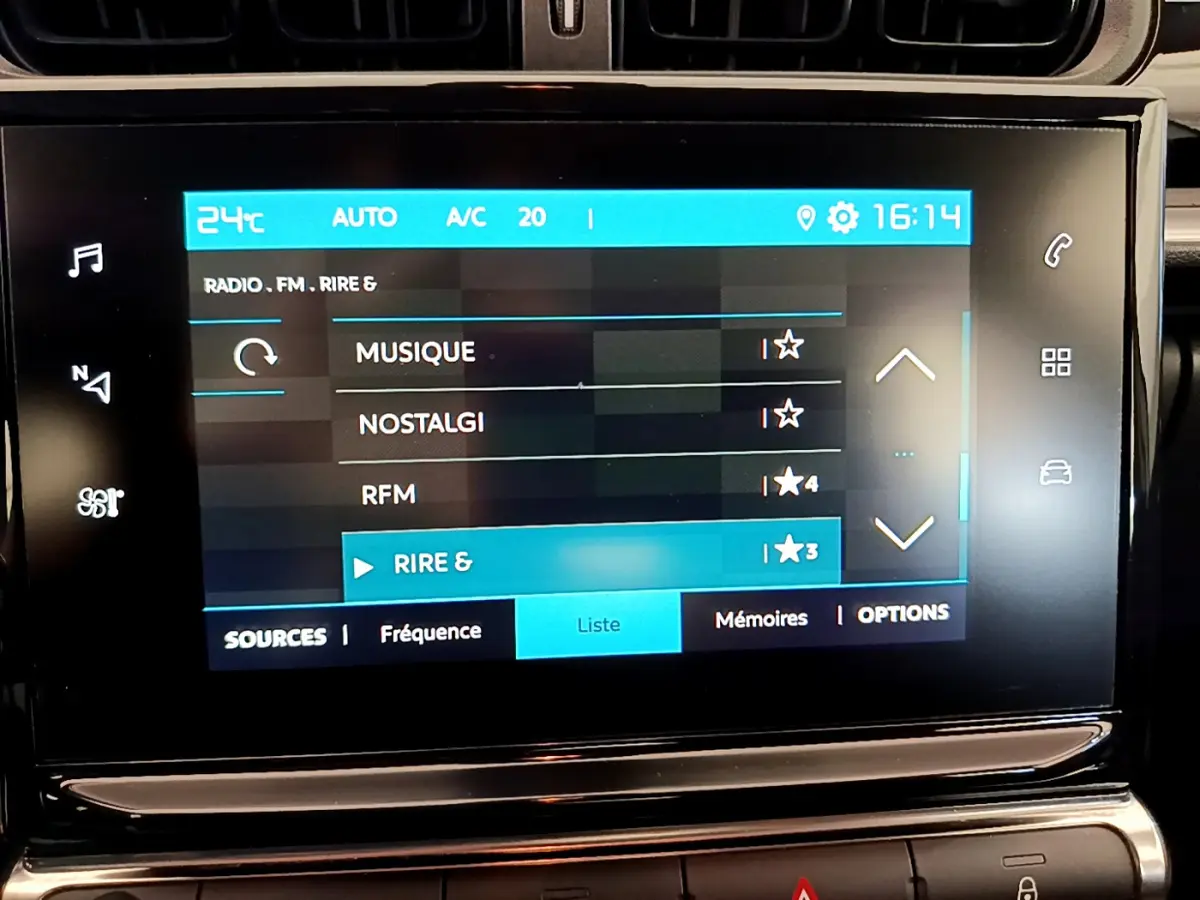 24°C AUTO A/C 20 | 16:14
RADIO . FM . RIRE &
MUSIQUE
NOSTALGI
RFM 4
RIRE & 3
N
SOURCES | Fréquence Liste Mémoires | OPTIONS